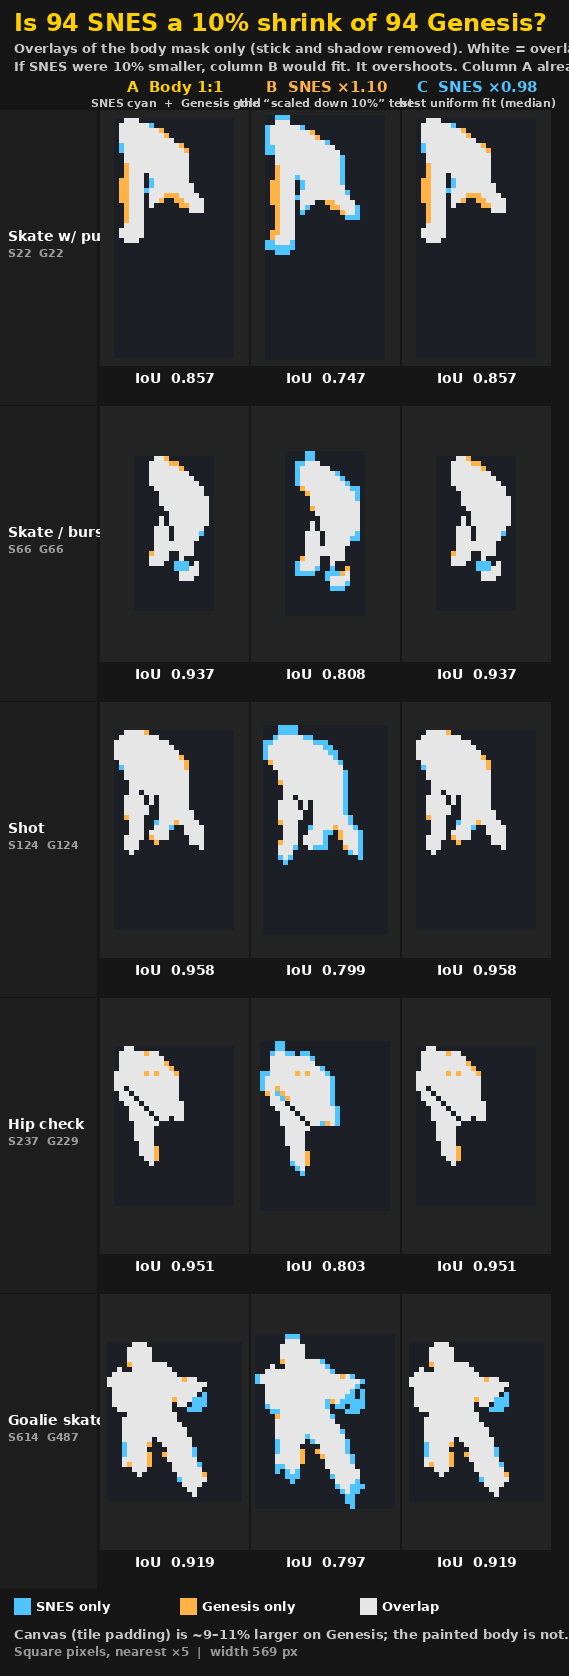 Is 94 SNES a 10% shrink of 94 Genesis?
Overlays of the body mask only (stick and shadow removed). White =
If SNES were 10% smaller, column B would fit. It overshoots. Column A
A Body 1:1 B SNES ×1.10 C SNES ×0.98
SNES cyan + Genesis “scaled down 10%” best uniform fit (median)
Skate w/ pu
S22 G22
IoU 0.857 IoU 0.747 IoU 0.857
Skate / burs
S66 G66
IoU 0.937 IoU 0.808 IoU 0.937
Shot
S124 G124
IoU 0.958 IoU 0.799 IoU 0.958
Hip check
S237 G229
IoU 0.951 IoU 0.803 IoU 0.951
Goalie skate
S614 G487
IoU 0.919 IoU 0.797 IoU 0.919
SNES only Genesis only Overlap
Canvas (tile padding) is ~9–11% larger on Genesis; the painted body is not.
Square pixels, nearest ×5 | width 569 px